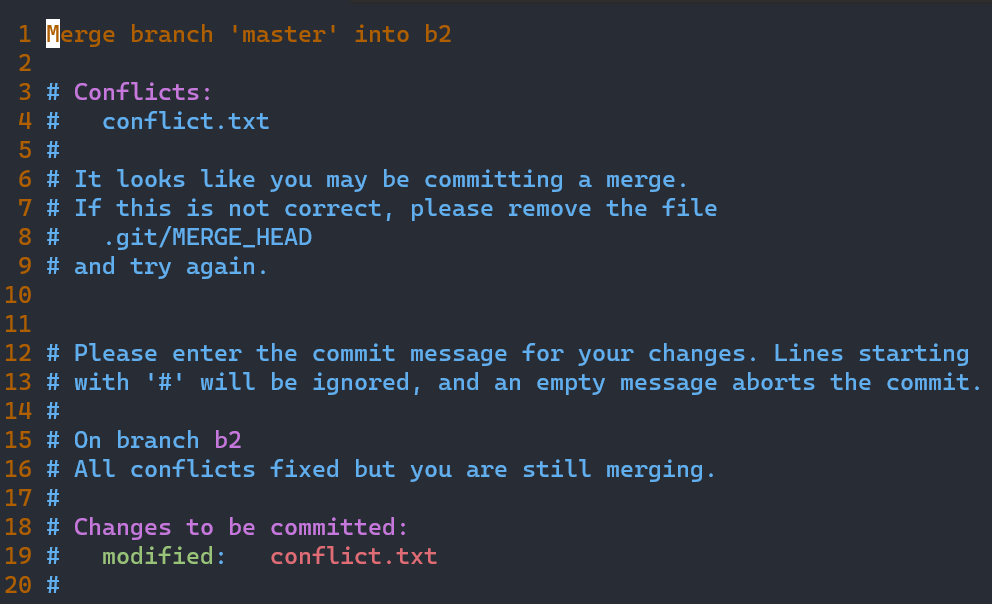 1 Merge branch 'master' into b2
2
3 # Conflicts:
4 #   conflict.txt
5 #
6 # It looks like you may be committing a merge.
7 # If this is not correct, please remove the file
8 #   .git/MERGE_HEAD
9 # and try again.
10
11
12 # Please enter the commit message for your changes. Lines starting
13 # with '#' will be ignored, and an empty message aborts the commit.
14 #
15 # On branch b2
16 # All conflicts fixed but you are still merging.
17 #
18 # Changes to be committed:
19 #   modified:   conflict.txt
20 #